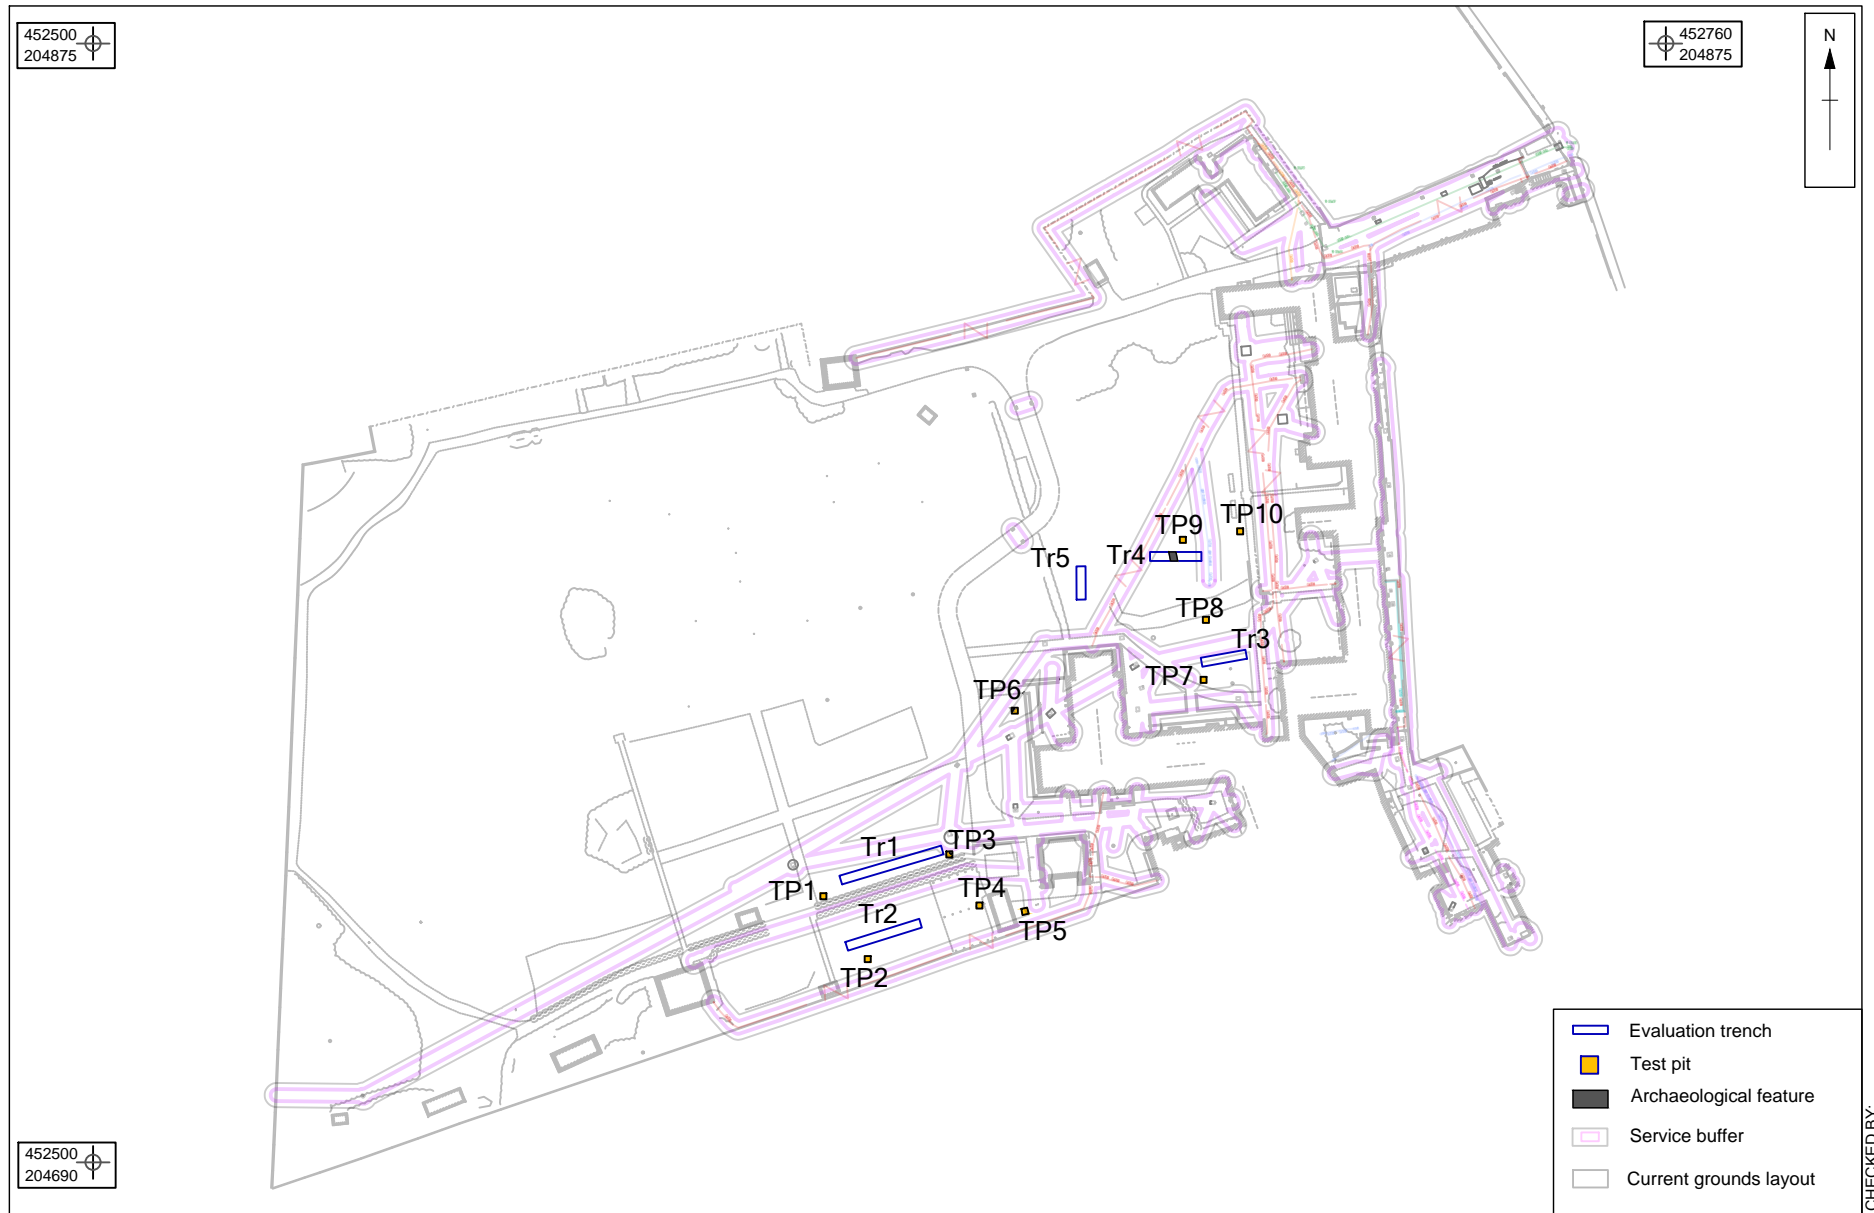 452500
204875
452760
204875
N
TP9
TP10
Tr5
Tr4
TP8
Tr3
TP7
TP6
Tr1
TP3
TP1
TP4
Tr2
TP5
TP2
452500
204690
Evaluation trench
Test pit
Archaeological feature
Service buffer
Current grounds layout
CHECKED BY: